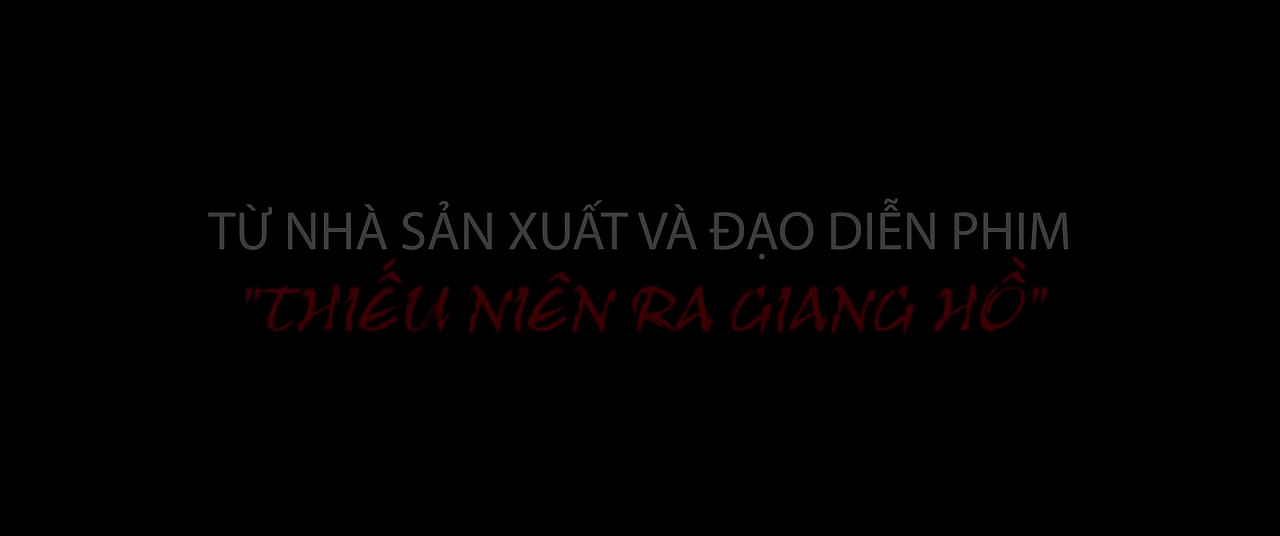 TỪ NHÀ SẢN XUẤT VÀ ĐẠO DIỄN PHIM
"THIẾU NIÊN RA GIANG HỒ"